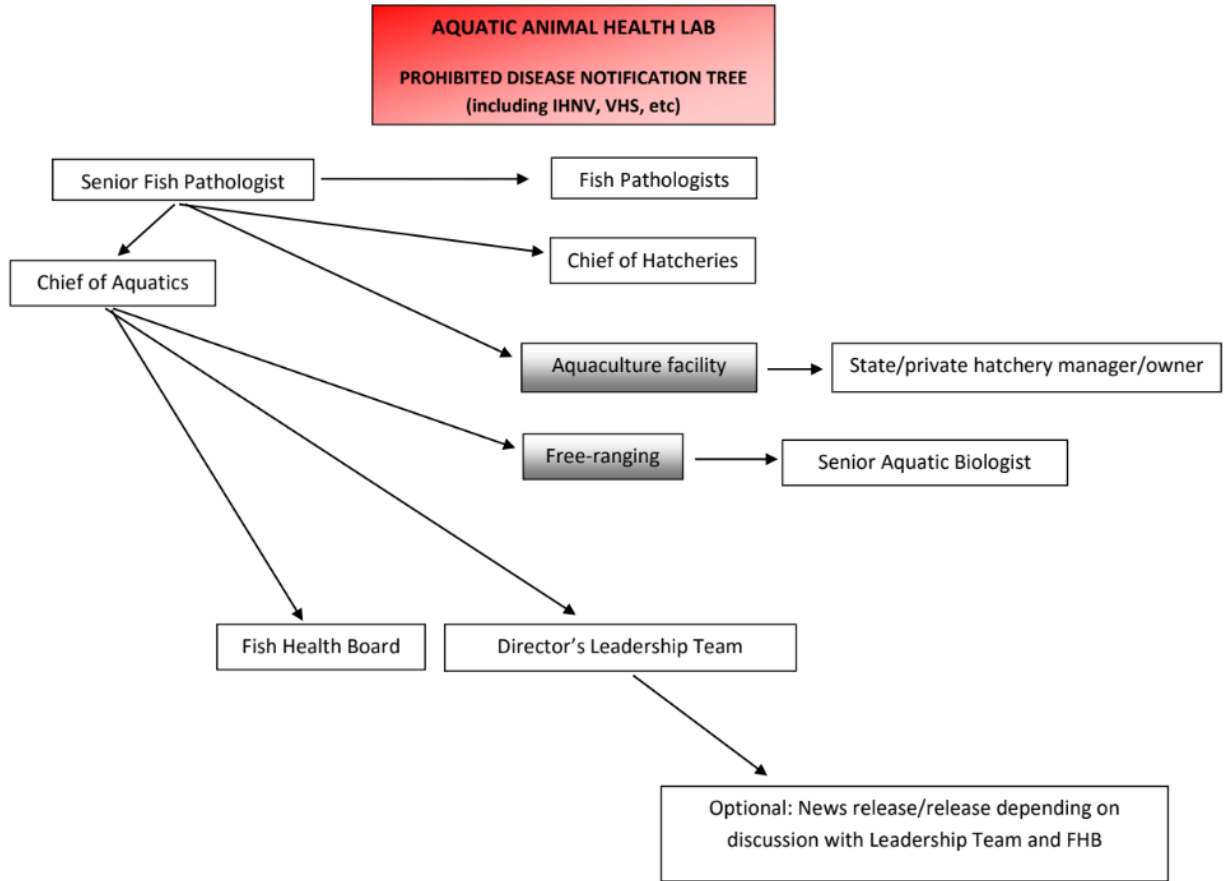 AQUATIC ANIMAL HEALTH LAB
PROHIBITED DISEASE NOTIFICATION TREE
(including IHNV, VHS, etc)
Senior Fish Pathologist
Fish Pathologists
Chief of Hatcheries
Chief of Aquatics
Aquaculture facility
State/private hatchery manager/owner
Free-ranging
Senior Aquatic Biologist
Fish Health Board
Director’s Leadership Team
Optional: News release/release depending on
discussion with Leadership Team and FHB